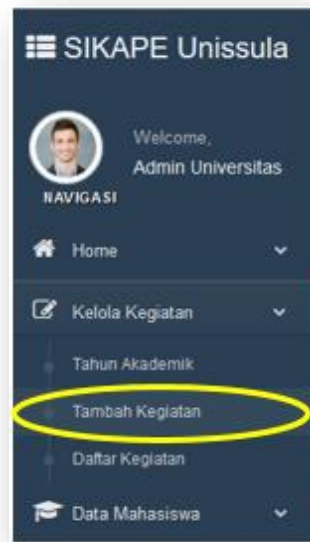 SIKAPE Unissula
Welcome,
Admin Universitas
NAVIGASI
Home
Kelola Kegiatan
Tahun Akademik
Tambah Kegiatan
Daftar Kegiatan
Data Mahasiswa